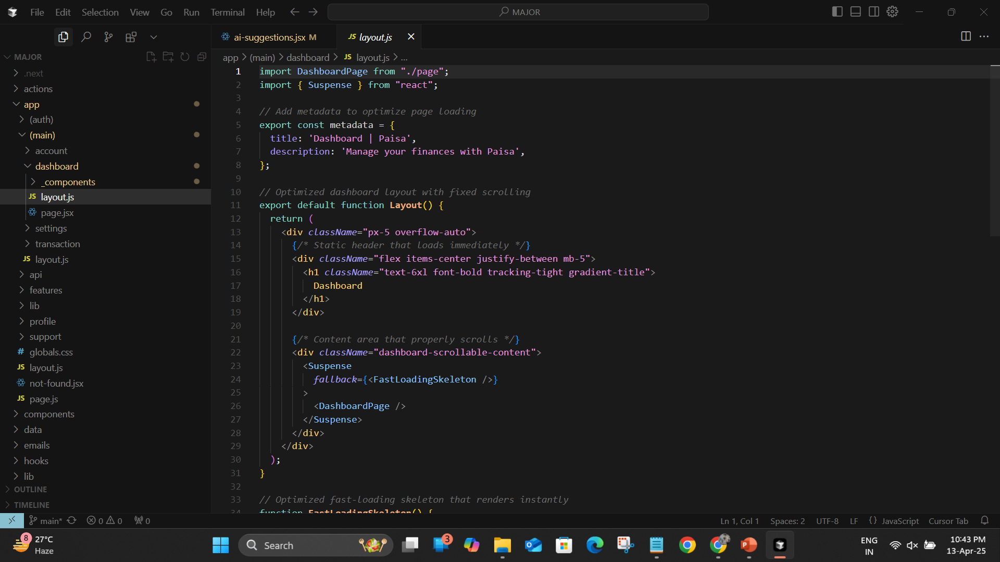 File Edit Selection View Go Run Terminal Help
MAJOR
ai-suggestions.jsx M
JS layout.js
MAJOR
app > (main) > dashboard > JS layout.js > ...
.next
actions
app
(auth)
(main)
account
dashboard
_components
JS layout.js
page.jsx
settings
transaction
JS layout.js
api
features
lib
profile
support
# globals.css
JS layout.js
not-found.jsx
JS page.js
components
data
emails
hooks
lib
OUTLINE
TIMELINE
1 import DashboardPage from "./page";
2 import { Suspense } from "react";
3
4 // Add metadata to optimize page loading
5 export const metadata = {
6 title: 'Dashboard | Paisa',
7 description: 'Manage your finances with Paisa',
8 };
9
10 // Optimized dashboard layout with fixed scrolling
11 export default function Layout() {
12 return (
13 <div className="px-5 overflow-auto">
14 {/* Static header that loads immediately */}
15 <div className="flex items-center justify-between mb-5">
16 <h1 className="text-6xl font-bold tracking-tight gradient-title">
17 Dashboard
18 </h1>
19 </div>
20
21 {/* Content area that properly scrolls */}
22 <div className="dashboard-scrollable-content">
23 <Suspense
24 fallback={<FastLoadingSkeleton />}
25 >
26 <DashboardPage />
27 </Suspense>
28 </div>
29 </div>
30 );
31 }
32
33 // Optimized fast-loading skeleton that renders instantly
34 function FastLoadingSkeleton() {
main* 0 0 0
Ln 1, Col 1 Spaces: 2 UTF-8 LF {} JavaScript Cursor Tab
8 27°C
Haze
Search
3
ENG
IN
10:43 PM
13-Apr-25